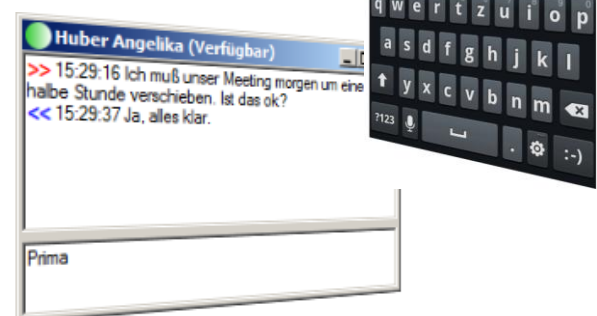 Huber Angelika (Verfügbar)
>> 15:29:16 Ich muß unser Meeting morgen um eine
halbe Stunde verschieben. Ist das ok?
<< 15:29:37 Ja, alles klar.
Prima
q w e r t z u i o p
a s d f g h j k l
y x c v b n m
?123 . :-)